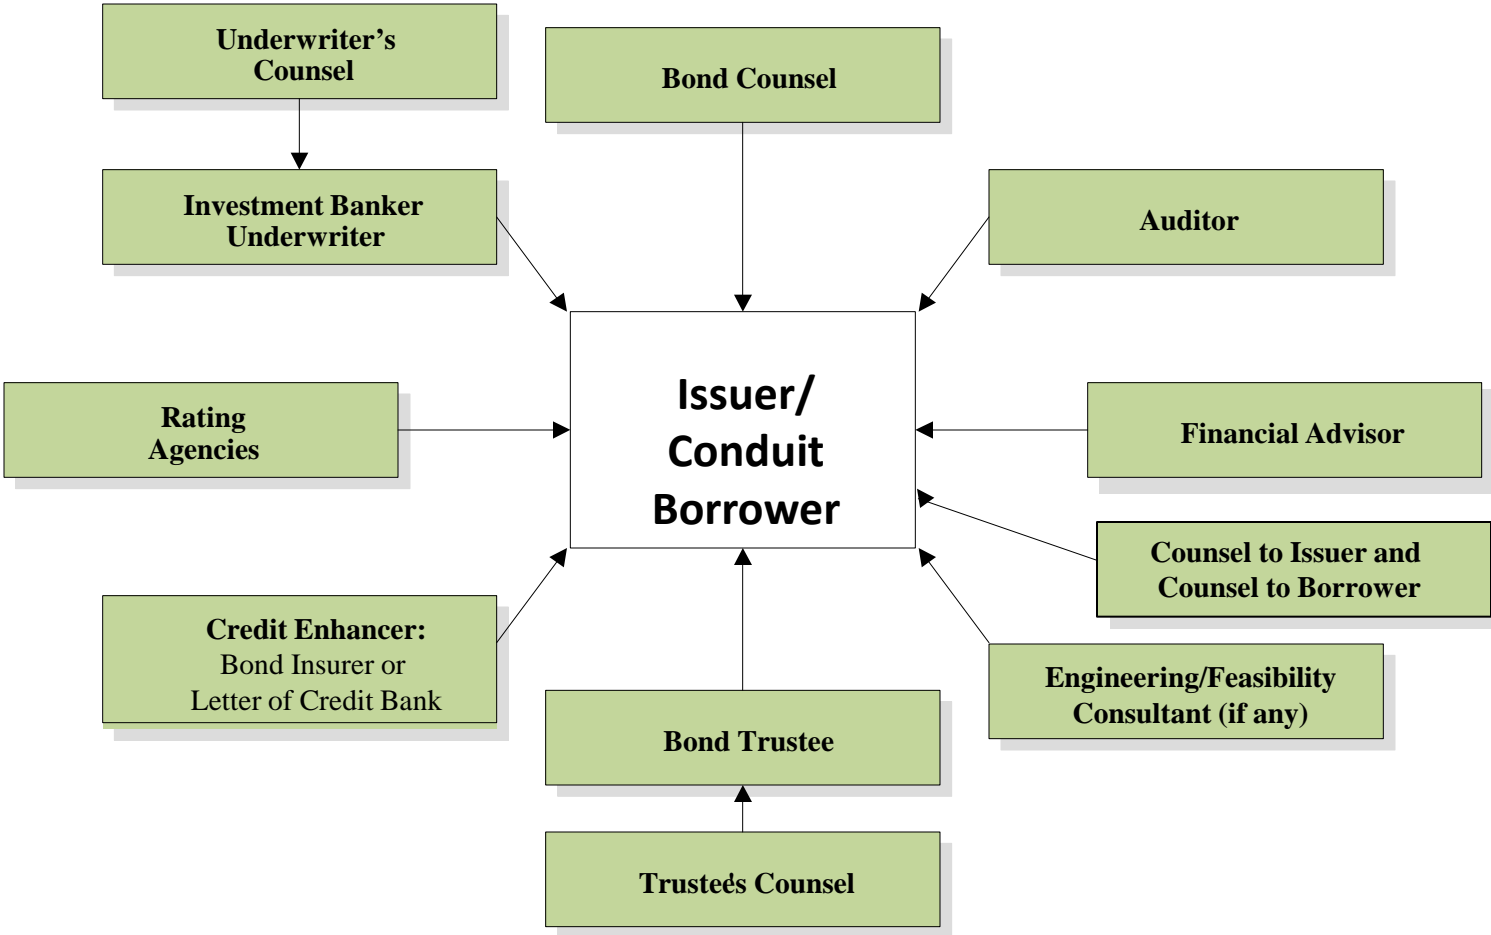 Underwriter’s
Counsel
Bond Counsel
Investment Banker
Underwriter
Auditor
Issuer/
Conduit
Borrower
Rating
Agencies
Financial Advisor
Counsel to Issuer and
Counsel to Borrower
Credit Enhancer:
Bond Insurer or
Letter of Credit Bank
Engineering/Feasibility
Consultant (if any)
Bond Trustee
Trustee's Counsel